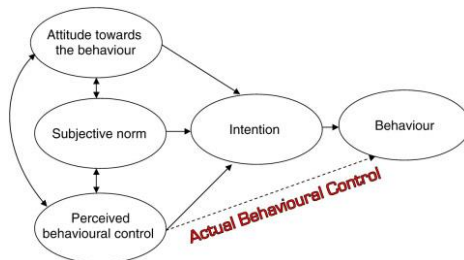 Attitude towards
the behaviour
Subjective norm
Intention
Behaviour
Perceived
behavioural control
Actual Behavioural Control